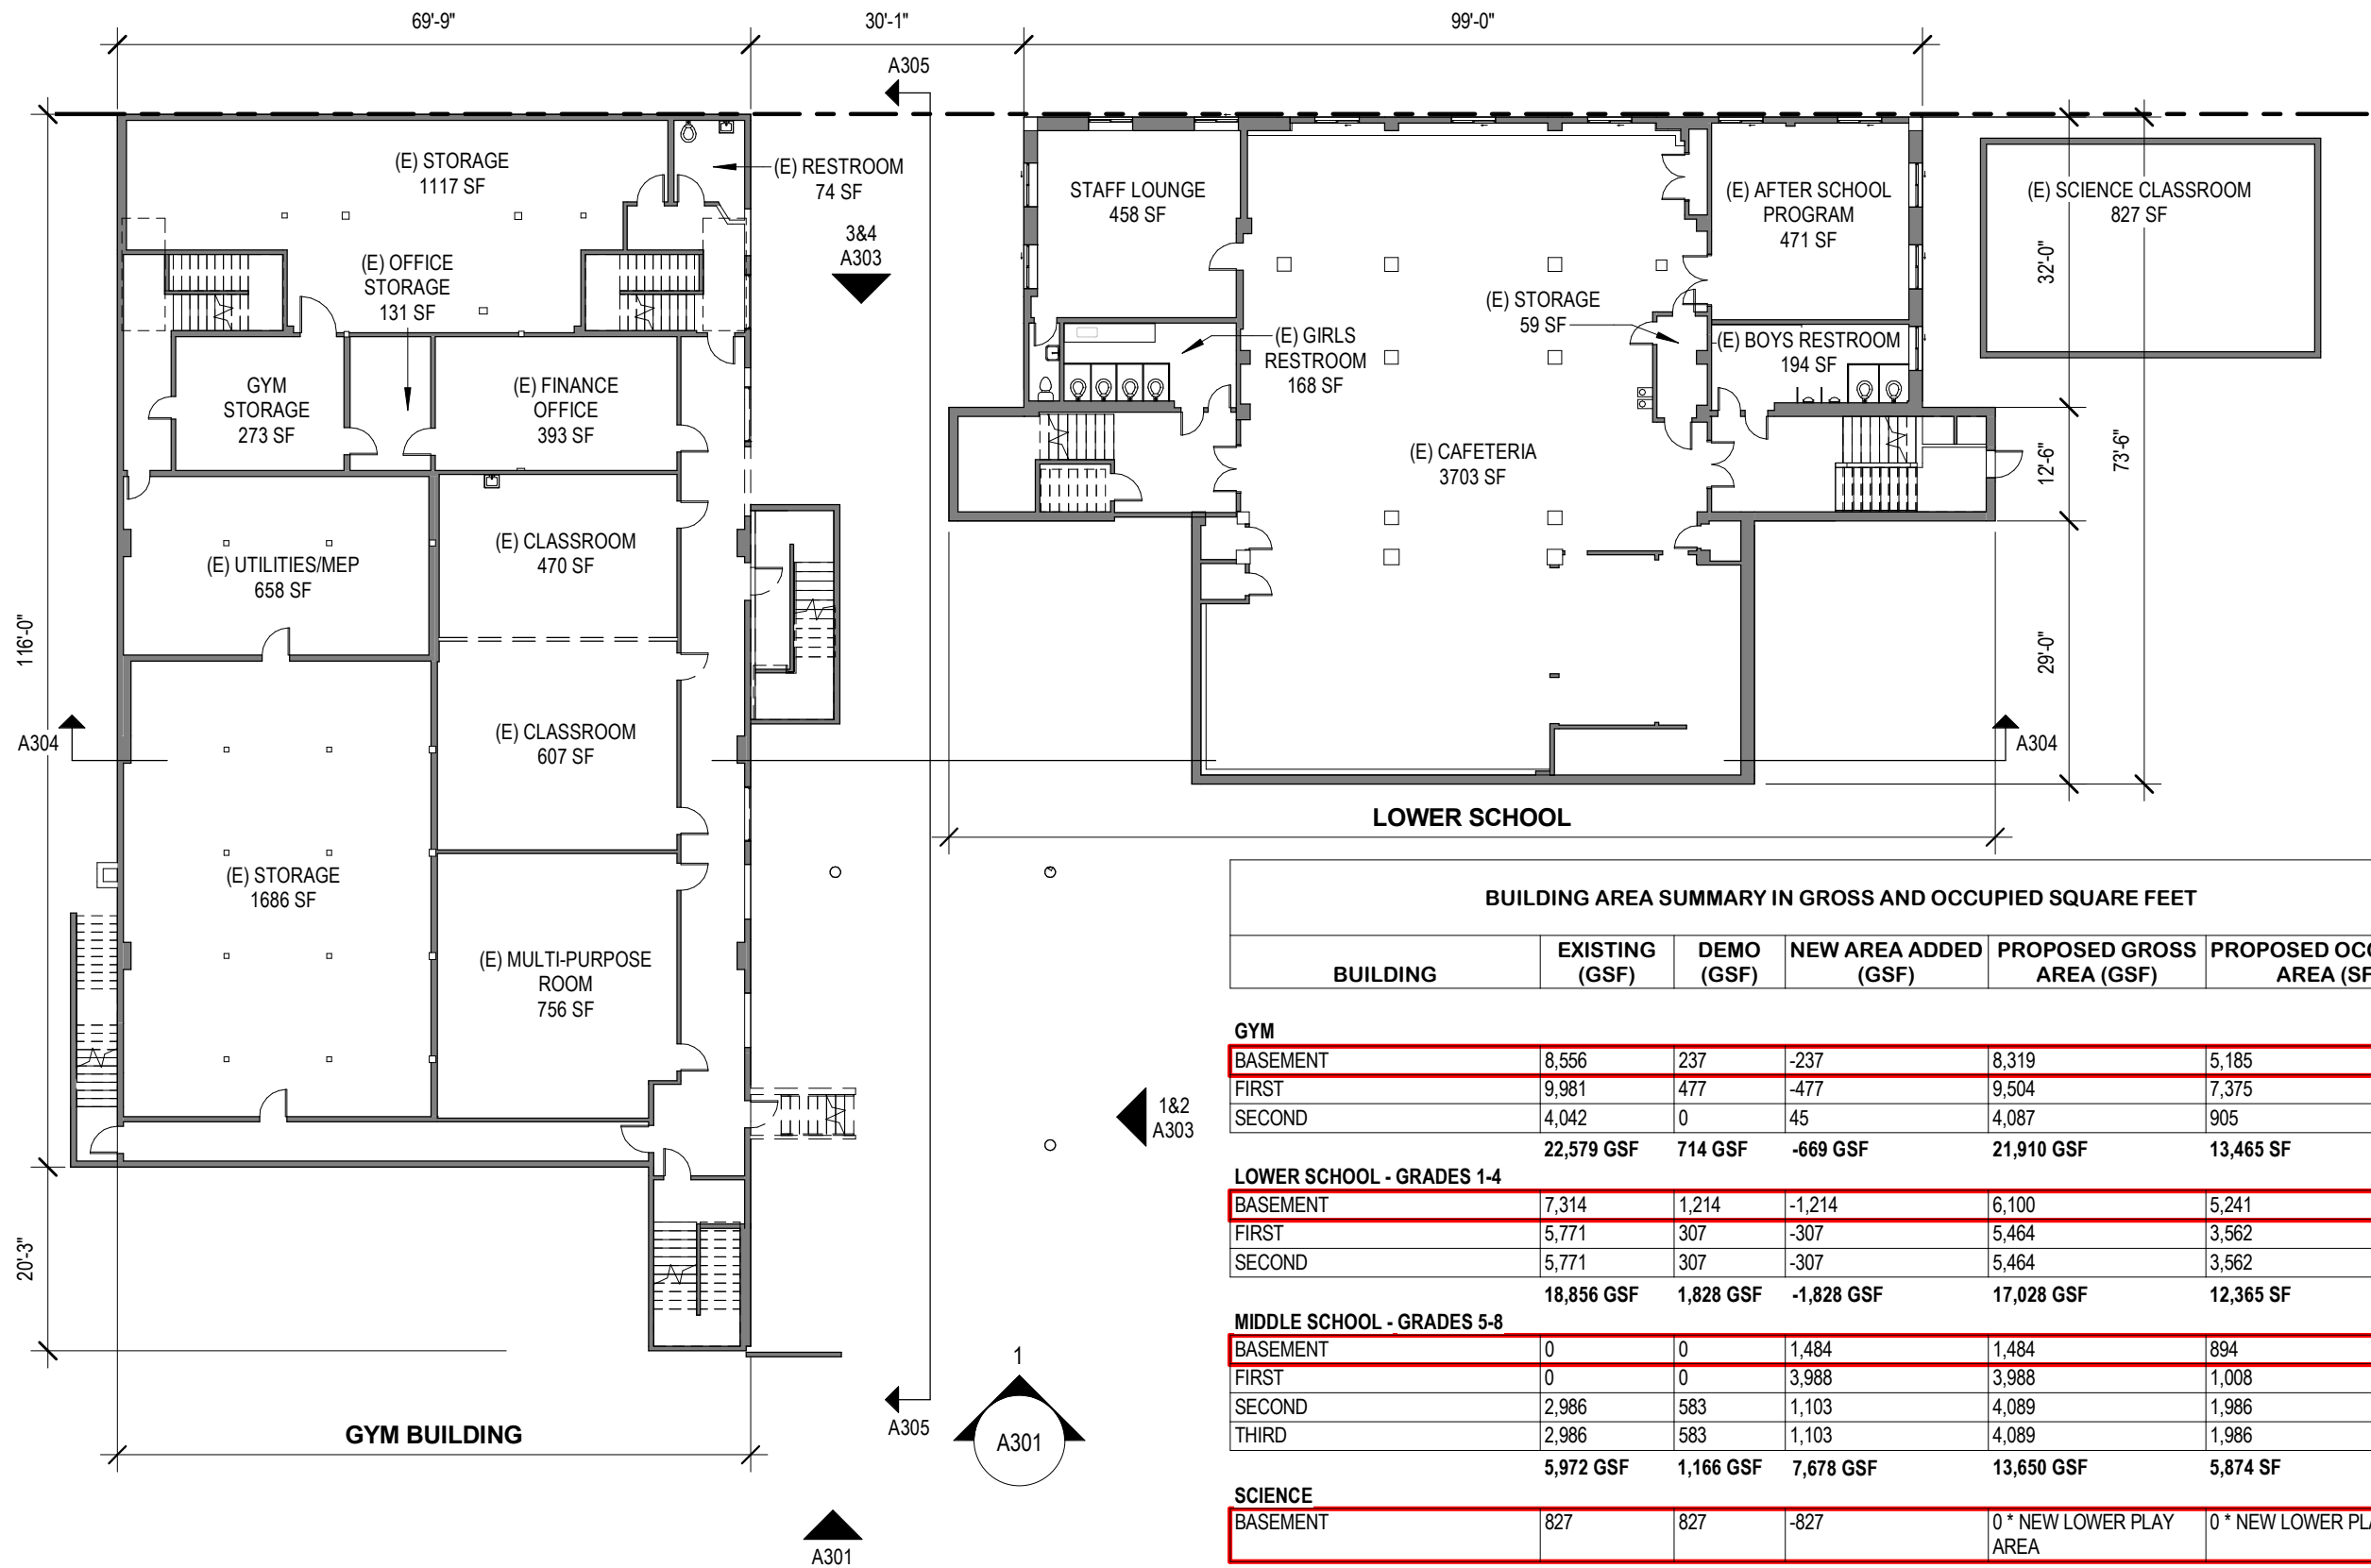 69'-9"
30'-1"
99'-0"
A305
(E) STORAGE
1117 SF
(E) RESTROOM
74 SF
3&4
A303
(E) OFFICE
STORAGE
131 SF
GYM
STORAGE
273 SF
(E) FINANCE
OFFICE
393 SF
(E) UTILITIES/MEP
658 SF
(E) CLASSROOM
470 SF
(E) CLASSROOM
607 SF
116'-0"
A304
(E) STORAGE
1686 SF
(E) MULTI-PURPOSE
ROOM
756 SF
20'-3"
GYM BUILDING
A305
1
A301
A301
1&2
A303
STAFF LOUNGE
458 SF
(E) AFTER SCHOOL
PROGRAM
471 SF
(E) SCIENCE CLASSROOM
827 SF
(E) STORAGE
59 SF
(E) GIRLS
RESTROOM
168 SF
(E) BOYS RESTROOM
194 SF
(E) CAFETERIA
3703 SF
32'-0"
12'-6"
73'-6"
29'-0"
A304
LOWER SCHOOL
BUILDING AREA SUMMARY IN GROSS AND OCCUPIED SQUARE FEET
BUILDING EXISTING (GSF) DEMO (GSF) NEW AREA ADDED (GSF) PROPOSED GROSS AREA (GSF) PROPOSED OCC AREA (SF
GYM
BASEMENT 8,556 237 -237 8,319 5,185
FIRST 9,981 477 -477 9,504 7,375
SECOND 4,042 0 45 4,087 905
22,579 GSF 714 GSF -669 GSF 21,910 GSF 13,465 SF
LOWER SCHOOL - GRADES 1-4
BASEMENT 7,314 1,214 -1,214 6,100 5,241
FIRST 5,771 307 -307 5,464 3,562
SECOND 5,771 307 -307 5,464 3,562
18,856 GSF 1,828 GSF -1,828 GSF 17,028 GSF 12,365 SF
MIDDLE SCHOOL - GRADES 5-8
BASEMENT 0 0 1,484 1,484 894
FIRST 0 0 3,988 3,988 1,008
SECOND 2,986 583 1,103 4,089 1,986
THIRD 2,986 583 1,103 4,089 1,986
5,972 GSF 1,166 GSF 7,678 GSF 13,650 GSF 5,874 SF
SCIENCE
BASEMENT 827 827 -827 0 * NEW LOWER PLAY AREA 0 * NEW LOWER PLA